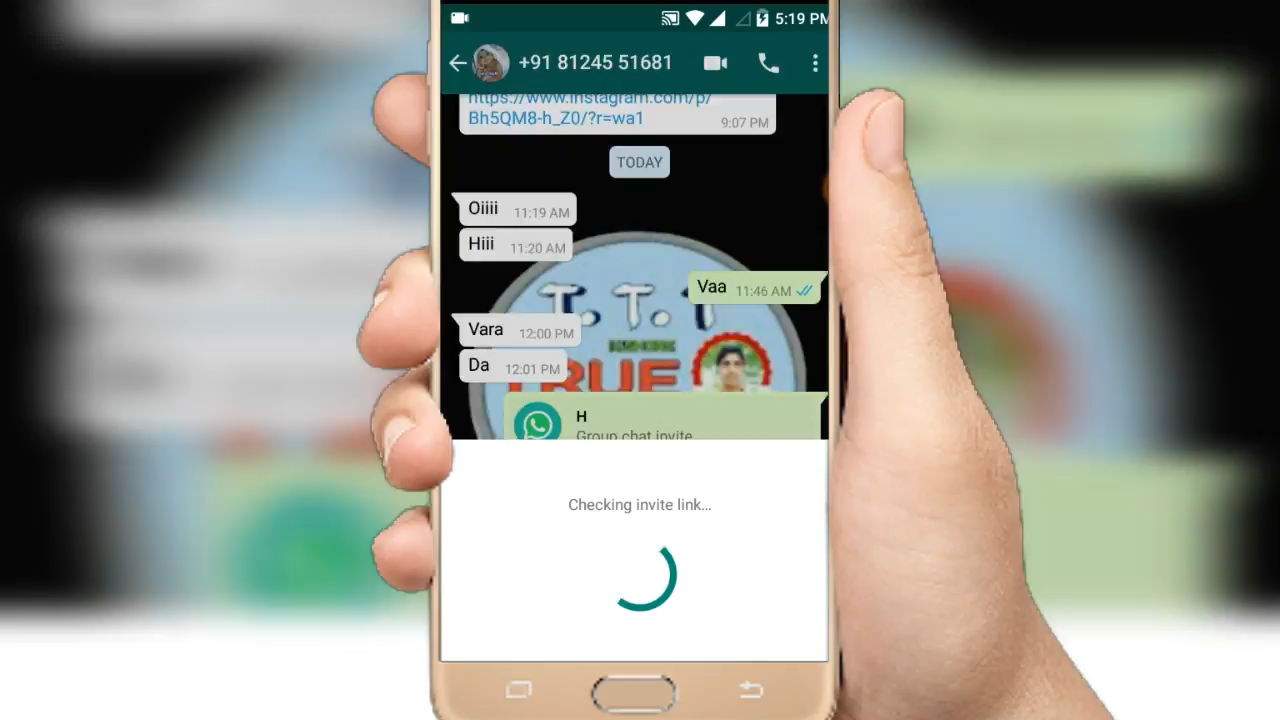 5:19 PM
+91 81245 51681
https://www.instagram.com/p/
Bh5QM8-h_Z0/?r=wa1
9:07 PM
TODAY
Oiiii 11:19 AM
Hiii 11:20 AM
Vaa 11:46 AM
Vara 12:00 PM
Da 12:01 PM
T.T.T
TRUE
H
Group chat invite
Checking invite link...